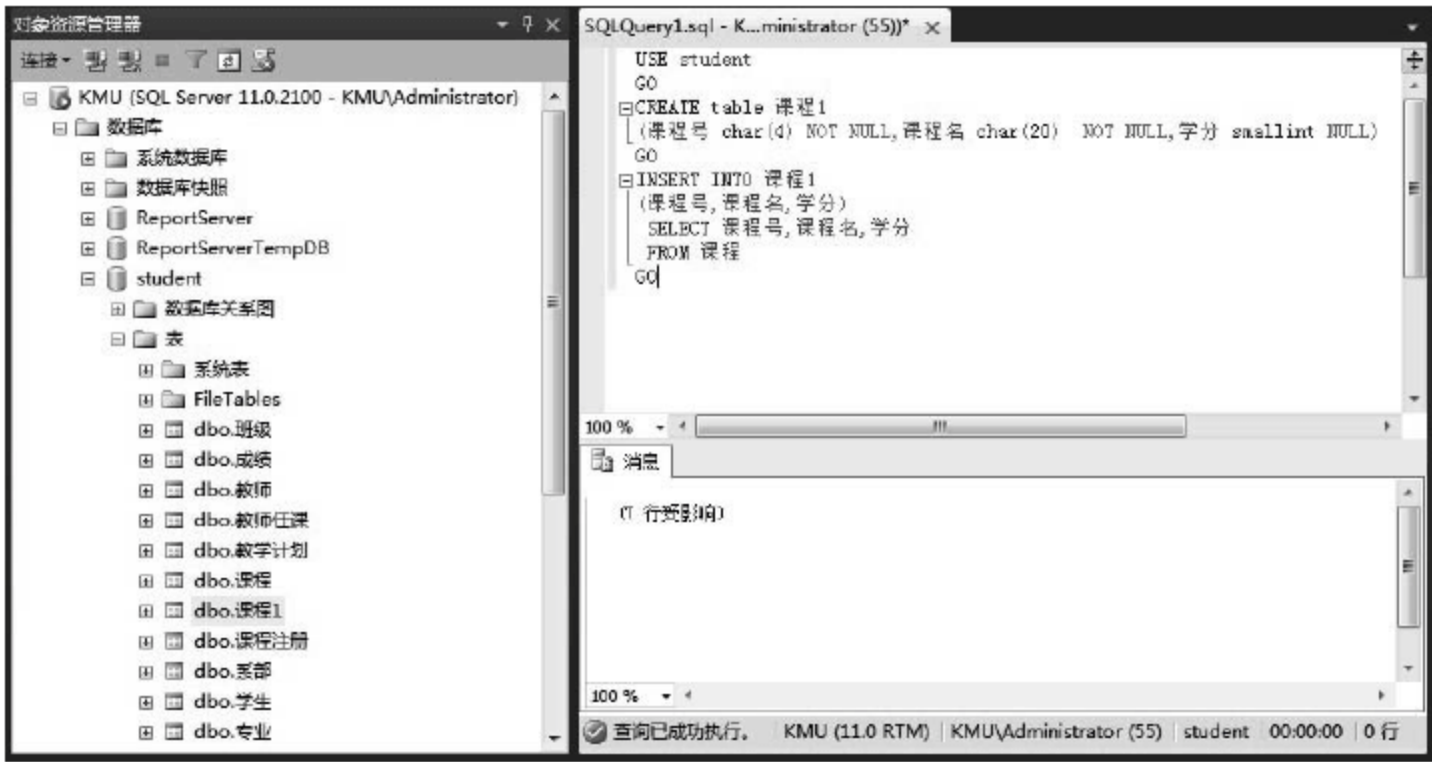 对象资源管理器
连接
KMU (SQL Server 11.0.2100 - KMU\Administrator)
数据库
系统数据库
数据库快照
ReportServer
ReportServerTempDB
student
数据库关系图
表
系统表
FileTables
dbo.班级
dbo.成绩
dbo.教师
dbo.教师任课
dbo.教学计划
dbo.课程
dbo.课程1
dbo.课程注册
dbo.系部
dbo.学生
dbo.专业
SQLQuery1.sql - K...ministrator (55))*
USE student
GO
CREATE table 课程1
(课程号 char(4) NOT NULL,课程名 char(20) NOT NULL,学分 smallint NULL)
GO
INSERT INTO 课程1
(课程号,课程名,学分)
SELECT 课程号,课程名,学分
FROM 课程
GO
100 %
消息
行受影响)
100 %
查询已成功执行。
KMU (11.0 RTM)
KMU\Administrator (55)
student
00:00:00
0 行